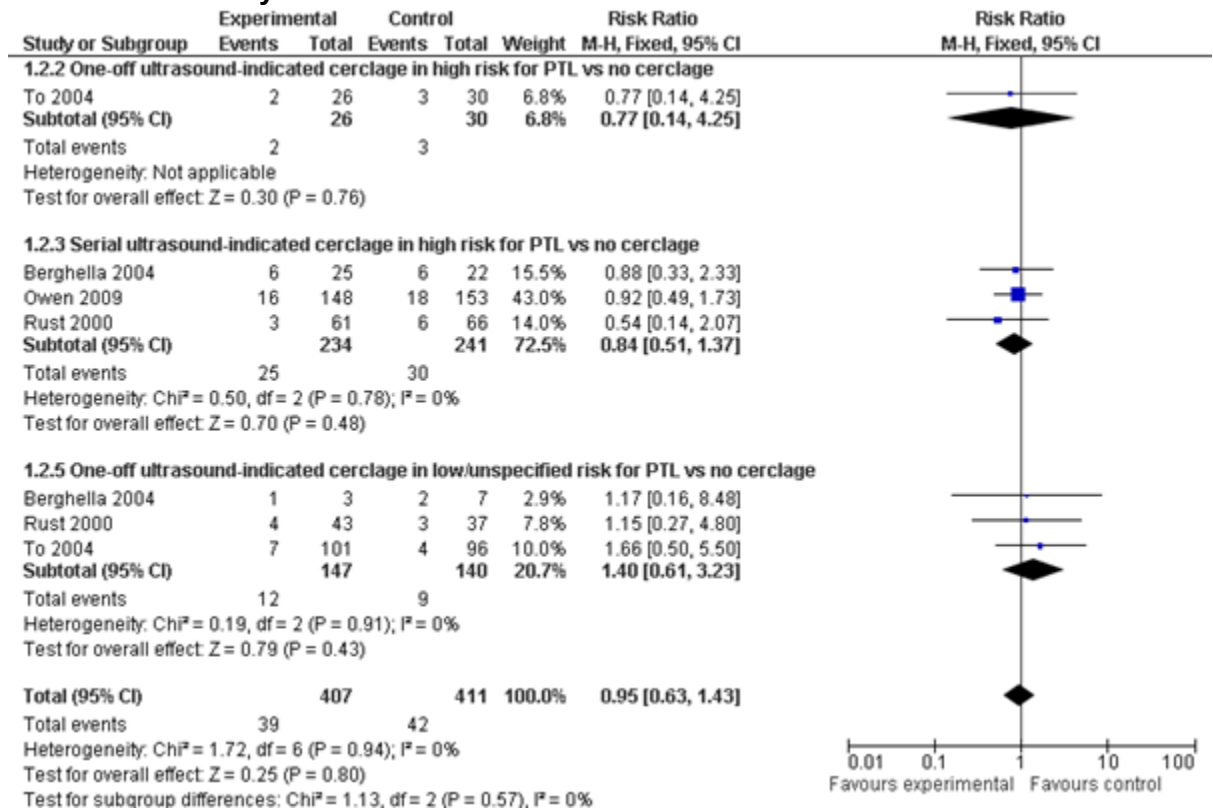 Experimental Control Risk Ratio Risk Ratio
Study or Subgroup Events Total Events Total Weight M-H, Fixed, 95% CI M-H, Fixed, 95% CI
1.2.2 One-off ultrasound-indicated cerclage in high risk for PTL vs no cerclage
To 2004 2 26 3 30 6.8% 0.77 [0.14, 4.25]
Subtotal (95% CI) 26 30 6.8% 0.77 [0.14, 4.25]
Total events 2 3
Heterogeneity: Not applicable
Test for overall effect: Z = 0.30 (P = 0.76)
1.2.3 Serial ultrasound-indicated cerclage in high risk for PTL vs no cerclage
Berghella 2004 6 25 6 22 15.5% 0.88 [0.33, 2.33]
Owen 2009 16 148 18 153 43.0% 0.92 [0.49, 1.73]
Rust 2000 3 61 6 66 14.0% 0.54 [0.14, 2.07]
Subtotal (95% CI) 234 241 72.5% 0.84 [0.51, 1.37]
Total events 25 30
Heterogeneity: Chi² = 0.50, df = 2 (P = 0.78); I² = 0%
Test for overall effect: Z = 0.70 (P = 0.48)
1.2.5 One-off ultrasound-indicated cerclage in low/unspecified risk for PTL vs no cerclage
Berghella 2004 1 3 2 7 2.9% 1.17 [0.16, 8.48]
Rust 2000 4 43 3 37 7.8% 1.15 [0.27, 4.80]
To 2004 7 101 4 96 10.0% 1.66 [0.50, 5.50]
Subtotal (95% CI) 147 140 20.7% 1.40 [0.61, 3.23]
Total events 12 9
Heterogeneity: Chi² = 0.19, df = 2 (P = 0.91); I² = 0%
Test for overall effect: Z = 0.79 (P = 0.43)
Total (95% CI) 407 411 100.0% 0.95 [0.63, 1.43]
Total events 39 42
Heterogeneity: Chi² = 1.72, df = 6 (P = 0.94); I² = 0%
Test for overall effect: Z = 0.25 (P = 0.80)
Test for subgroup differences: Chi² = 1.13, df = 2 (P = 0.57), I² = 0%
0.01 0.1 1 10 100
Favours experimental Favours control